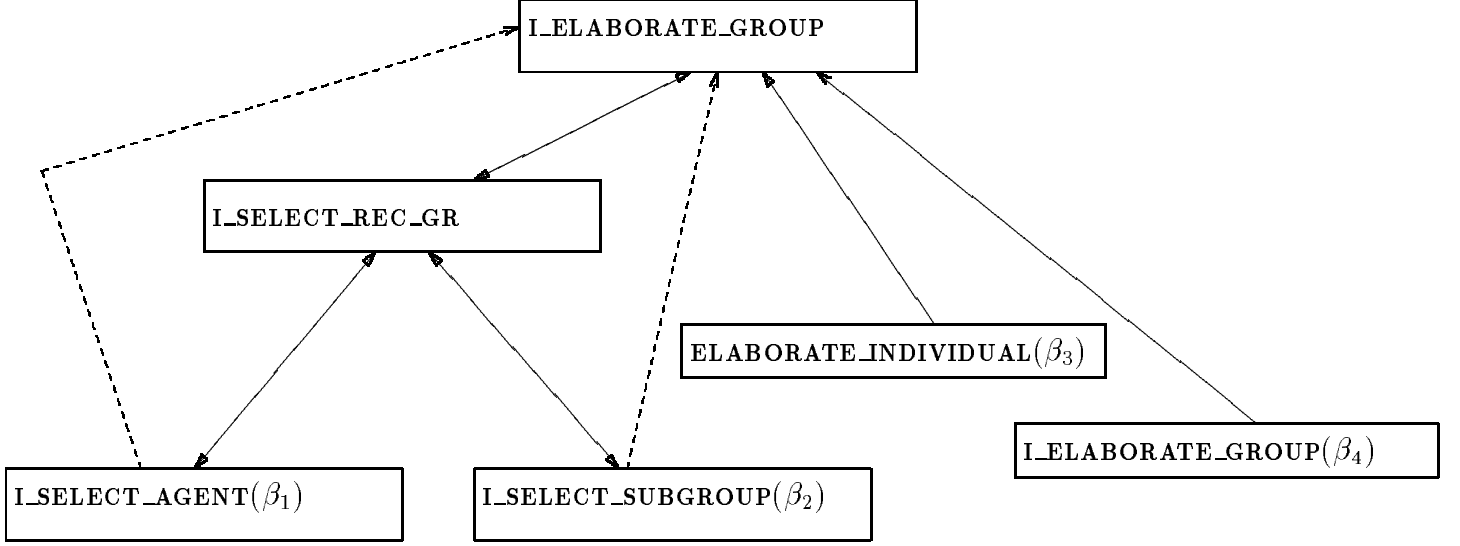 I_ELABORATE_GROUP
I_SELECT_REC_GR
ELABORATE_INDIVIDUAL(β₃)
I_ELABORATE_GROUP(β₄)
I_SELECT_AGENT(β₁)
I_SELECT_SUBGROUP(β₂)